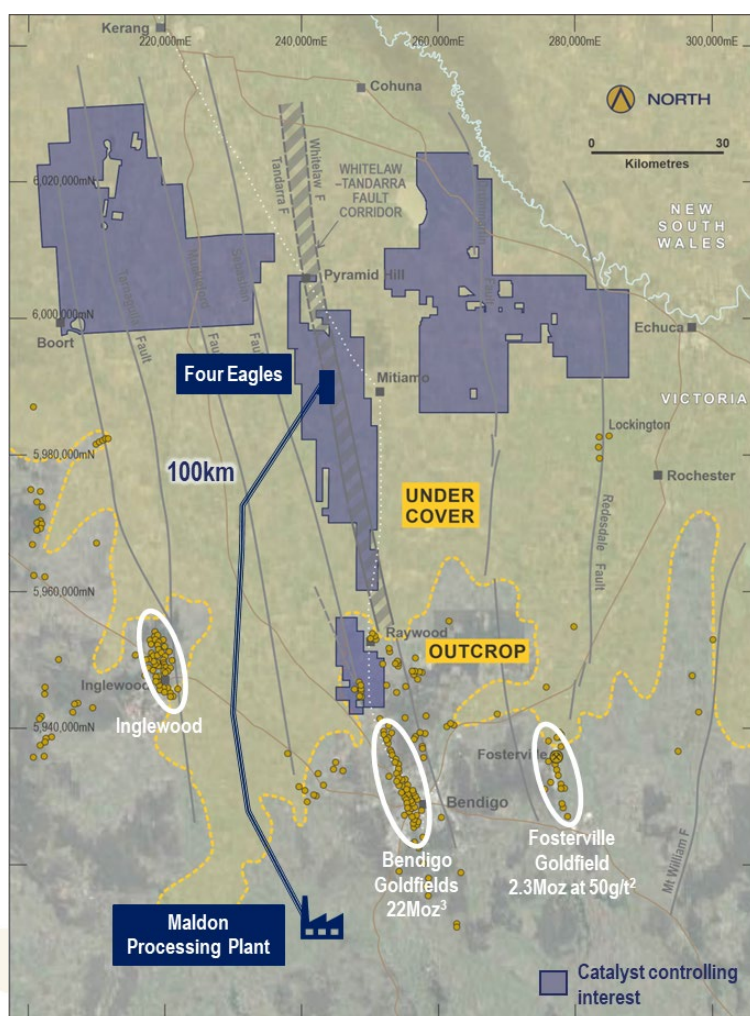 Kerang
220,000mE
240,000mE
260,000mE
280,000mE
300,000mE
Cohuna
NORTH
0
30
Kilometres
Whitelaw F
Tandarra F
WHITELAW
–TANDARRA
FAULT
CORRIDOR
6,020,000mN
NEW
SOUTH
WALES
Pyramid Hill
6,000,000mN
Boort
Fault
Fault
Fault
Echuca
Four Eagles
Mitiamo
VICTORIA
Lockington
5,980,000mN
100km
Rochester
UNDER
COVER
Redesdale
Fault
5,960,000mN
Raywood
OUTCROP
Inglewood
Inglewood
5,940,000mN
Fosterville
Bendigo
Bendigo
Goldfields
22Moz³
Fosterville
Goldfield
2.3Moz at 50g/t²
Mt William F
Maldon
Processing Plant
Catalyst controlling
interest